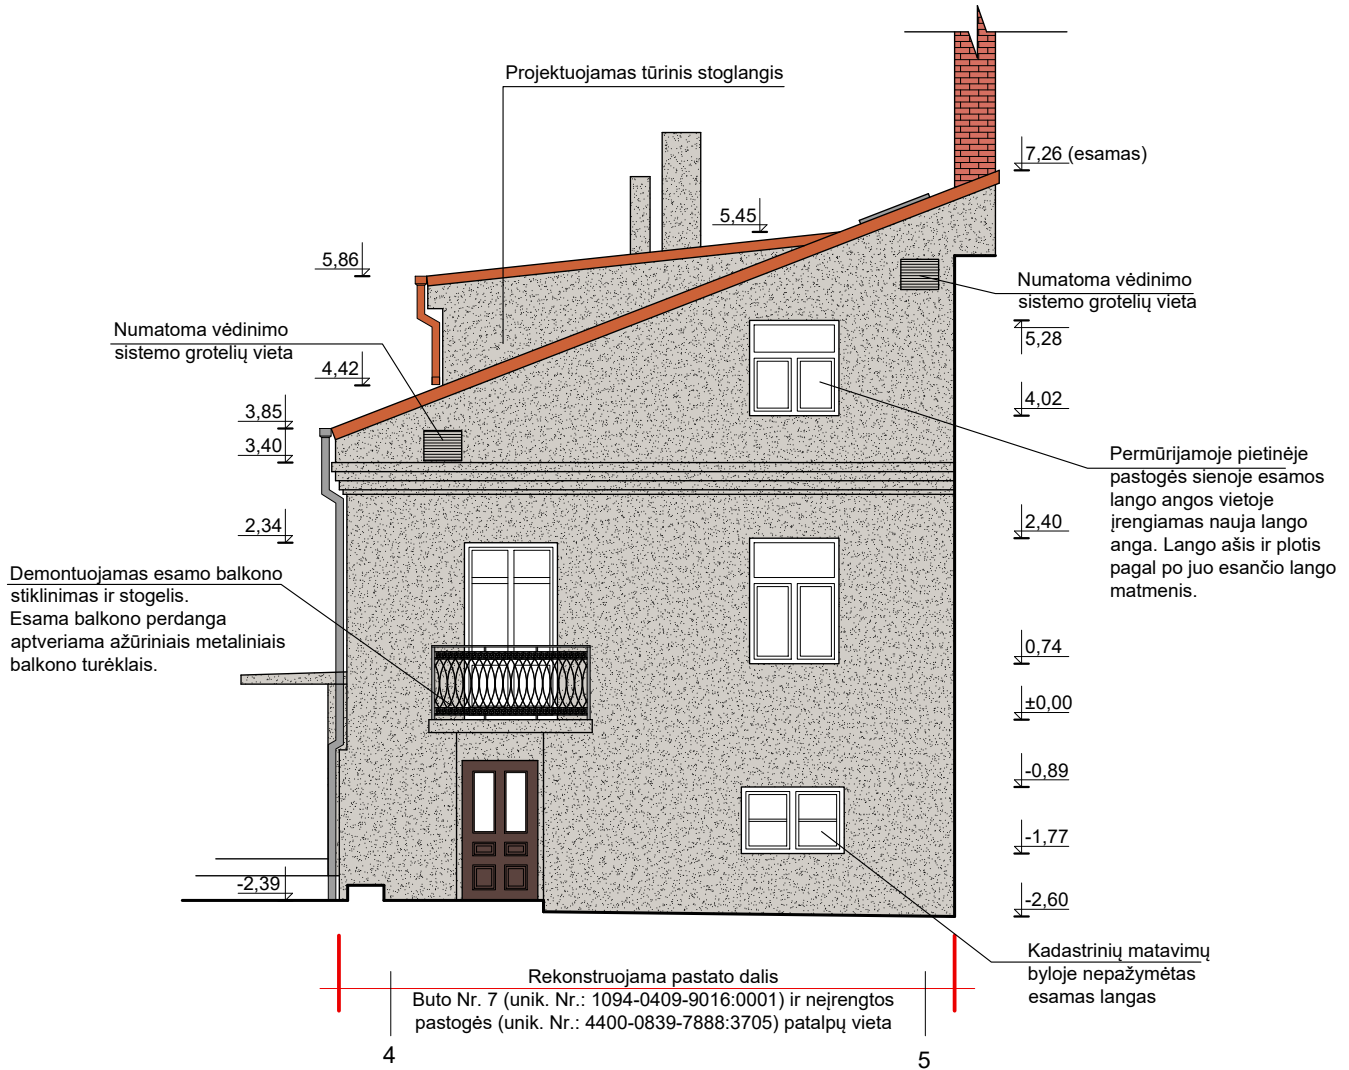 Projektuojamas tūrinis stoglangis
7,26 (esamas)
5,45
5,86
Numatoma vėdinimo
sistemo grotelių vieta
Numatoma vėdinimo
sistemo grotelių vieta
5,28
4,42
4,02
3,85
3,40
Permūrijamoje pietinėje
pastogės sienoje esamos
lango angos vietoje
įrengiamas nauja lango
anga. Lango ašis ir plotis
pagal po juo esančio lango
matmenis.
2,34
2,40
Demontuojamas esamo balkono
stiklinimas ir stogelis.
Esama balkono perdanga
aptveriama ažūriniais metaliniais
balkono turėklais.
0,74
±0,00
-0,89
-1,77
-2,39
-2,60
Kadastrinių matavimų
byloje nepažymėtas
esamas langas
Rekonstruojama pastato dalis
Buto Nr. 7 (unik. Nr.: 1094-0409-9016:0001) ir neįrengtos
pastogės (unik. Nr.: 4400-0839-7888:3705) patalpų vieta
4
5